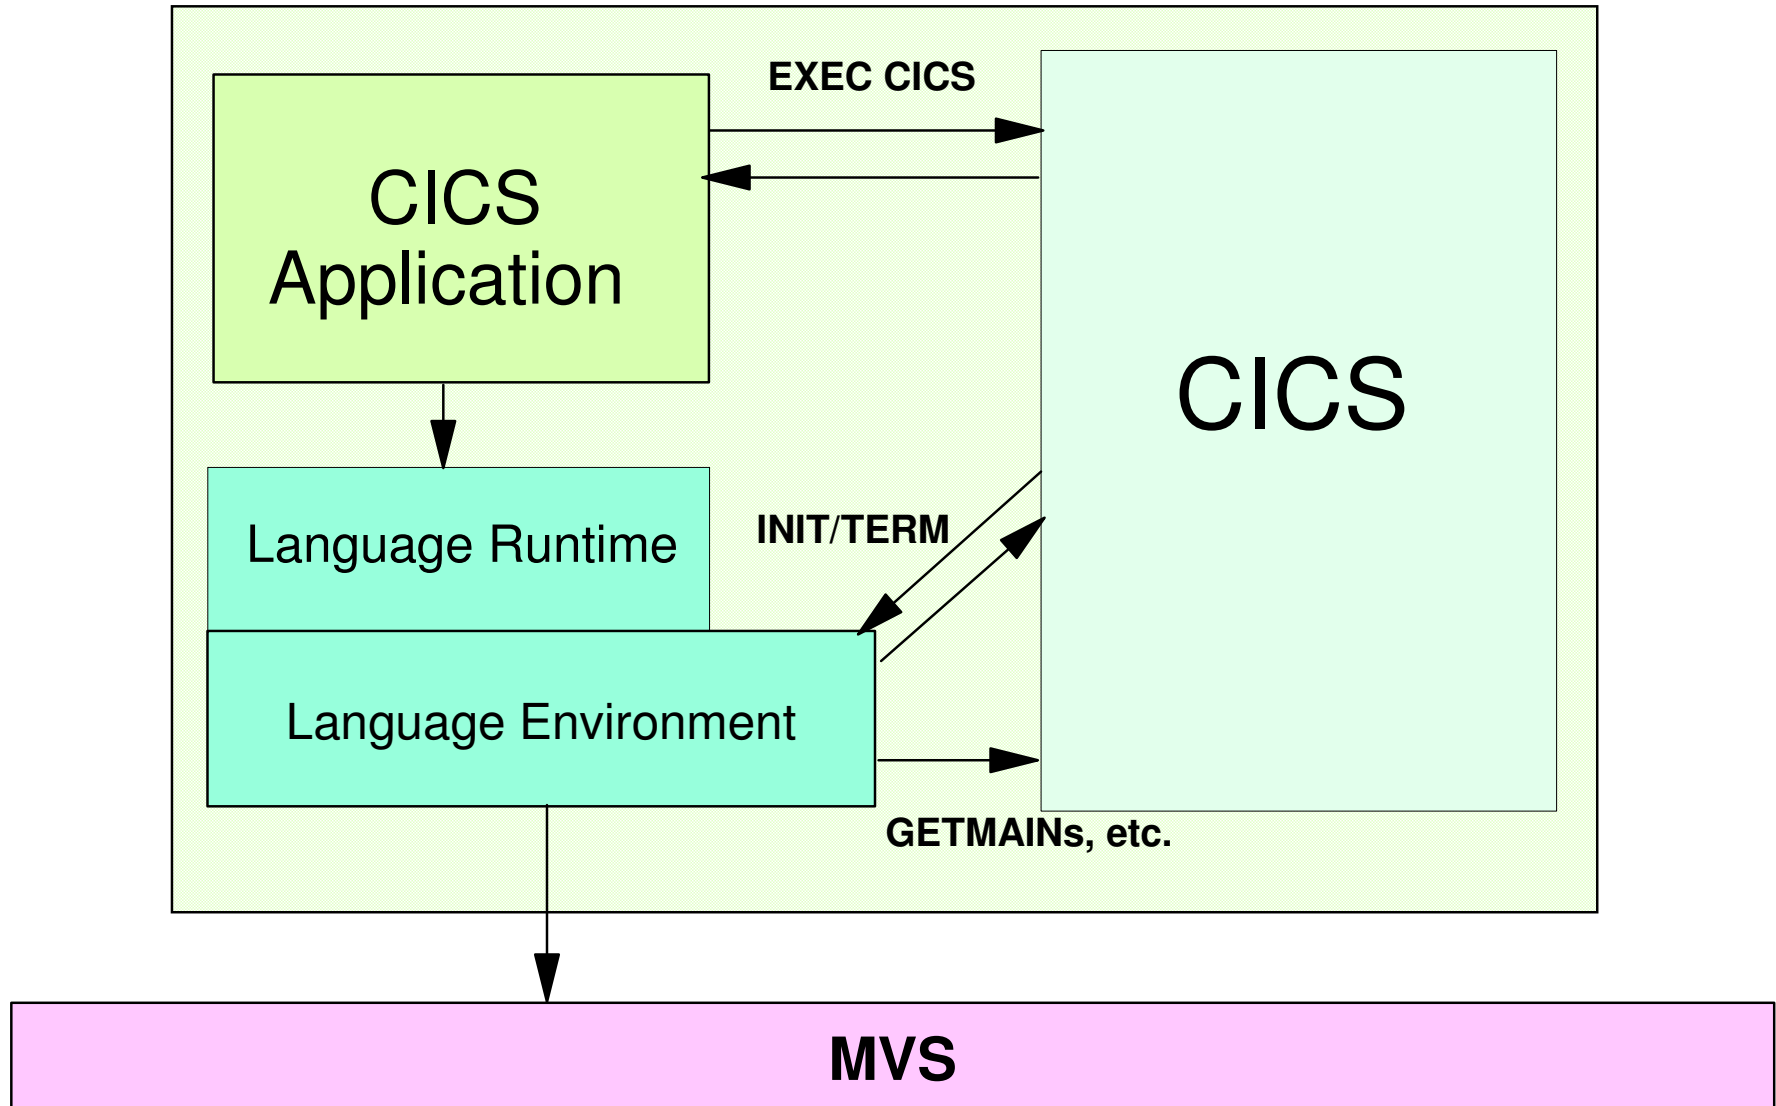 EXEC CICS
CICS
Application
CICS
Language Runtime
INIT/TERM
Language Environment
GETMAINs, etc.
MVS